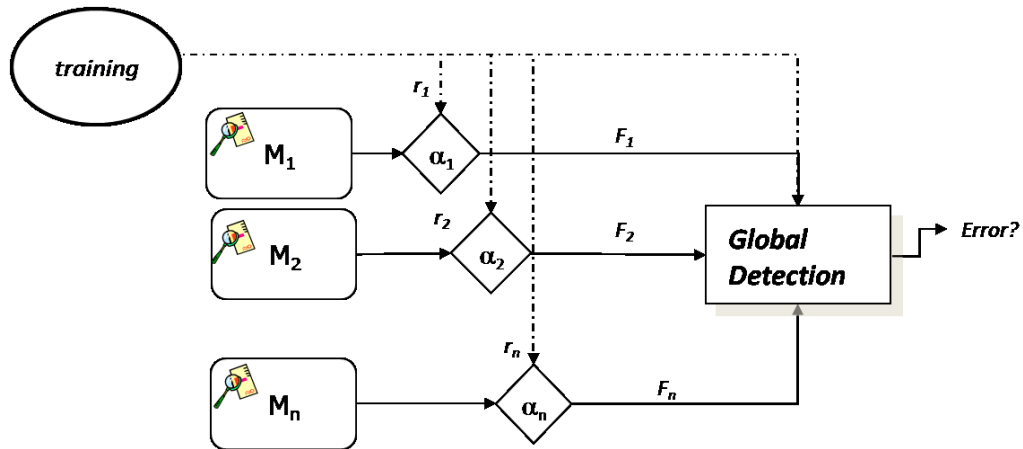 training
r1
M1
α1
F1
r2
M2
α2
F2
Global
Detection
Error?
rn
Mn
αn
Fn